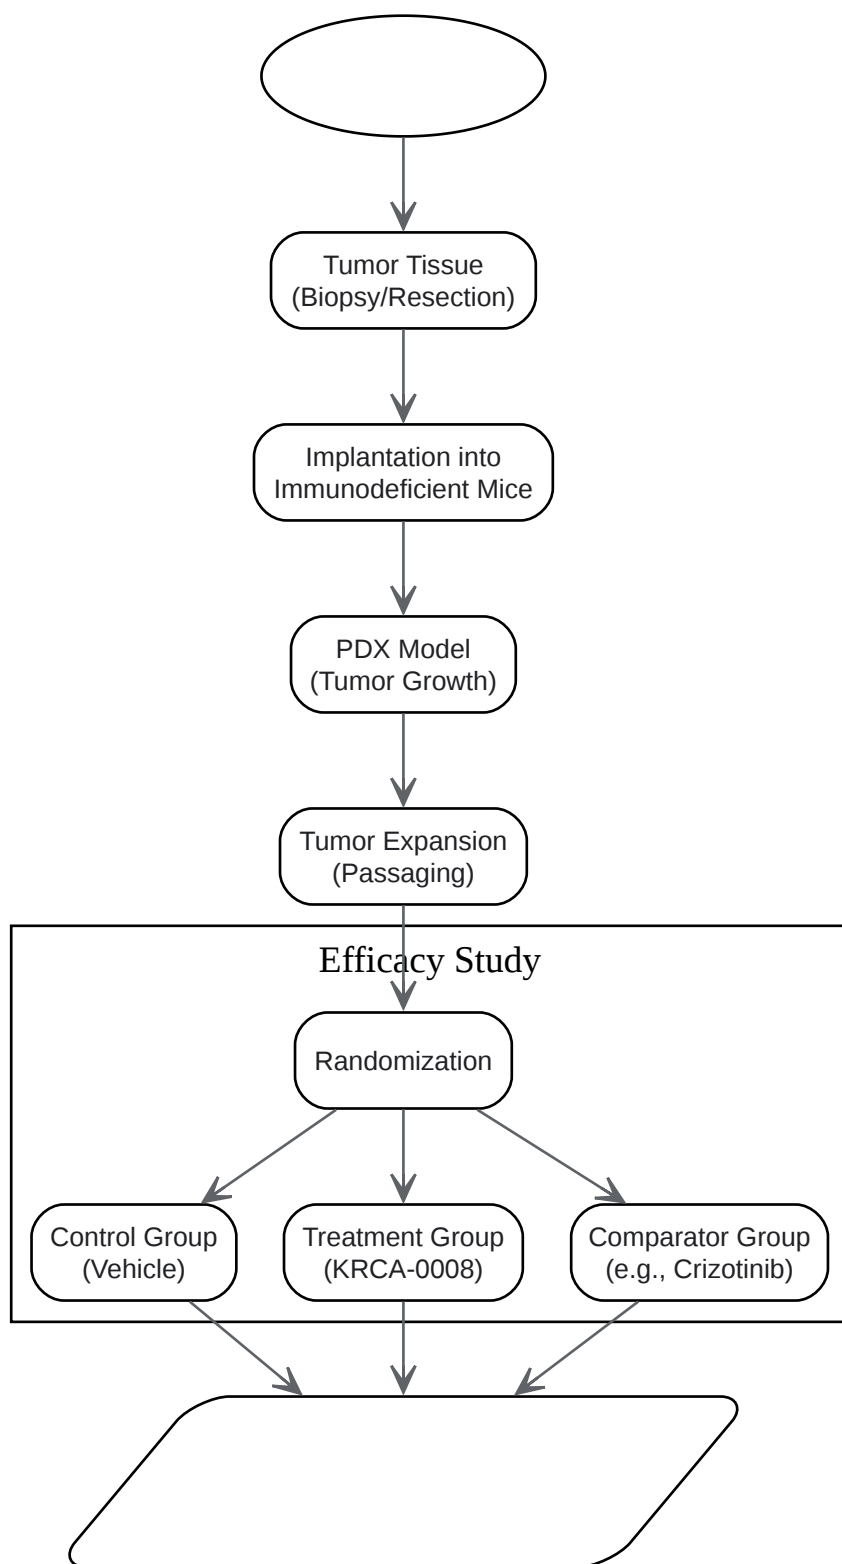 Tumor Tissue
(Biopsy/Resection)
Implantation into
Immunodeficient Mice
PDX Model
(Tumor Growth)
Tumor Expansion
(Passaging)
Efficacy Study
Randomization
Control Group
(Vehicle)
Treatment Group
(KRCA-0008)
Comparator Group
(e.g., Crizotinib)